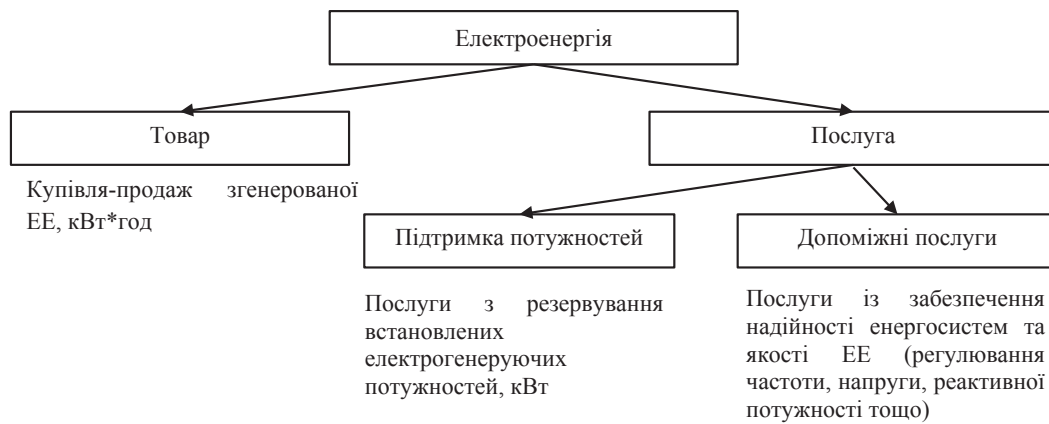 Електроенергія
Товар
Послуга
Купівля-продаж згенерованої
ЕЕ, кВт*год
Підтримка потужностей
Допоміжні послуги
Послуги з резервування
встановлених
електрогенеруючих
потужностей, кВт
Послуги із забезпечення
надійності енергосистем та
якості ЕЕ (регулювання
частоти, напруги, реактивної
потужності тощо)